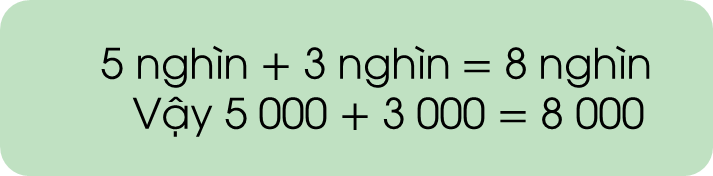 5 nghìn + 3 nghìn = 8 nghìn
Vậy 5 000 + 3 000 = 8 000